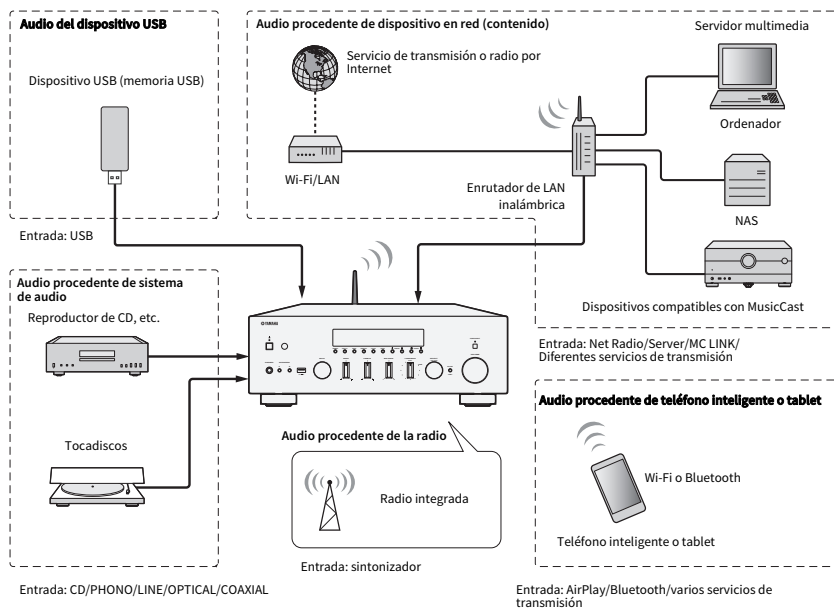 Audio del dispositivo USB
Dispositivo USB (memoria USB)
Entrada: USB
Audio procedente de dispositivo en red (contenido)
Servicio de transmisión o radio por
Internet
Wi-Fi/LAN
Enrutador de LAN
inalámbrica
Servidor multimedia
Ordenador
NAS
Dispositivos compatibles con MusicCast
Entrada: Net Radio/Server/MC LINK/
Diferentes servicios de transmisión
Audio procedente de sistema
de audio
Reproductor de CD, etc.
Tocadiscos
Entrada: CD/PHONO/LINE/OPTICAL/COAXIAL
YAMAHA
Audio procedente de la radio
Radio integrada
Entrada: sintonizador
Audio procedente de teléfono inteligente o tablet
Wi-Fi o Bluetooth
Teléfono inteligente o tablet
Entrada: AirPlay/Bluetooth/varios servicios de
transmisión